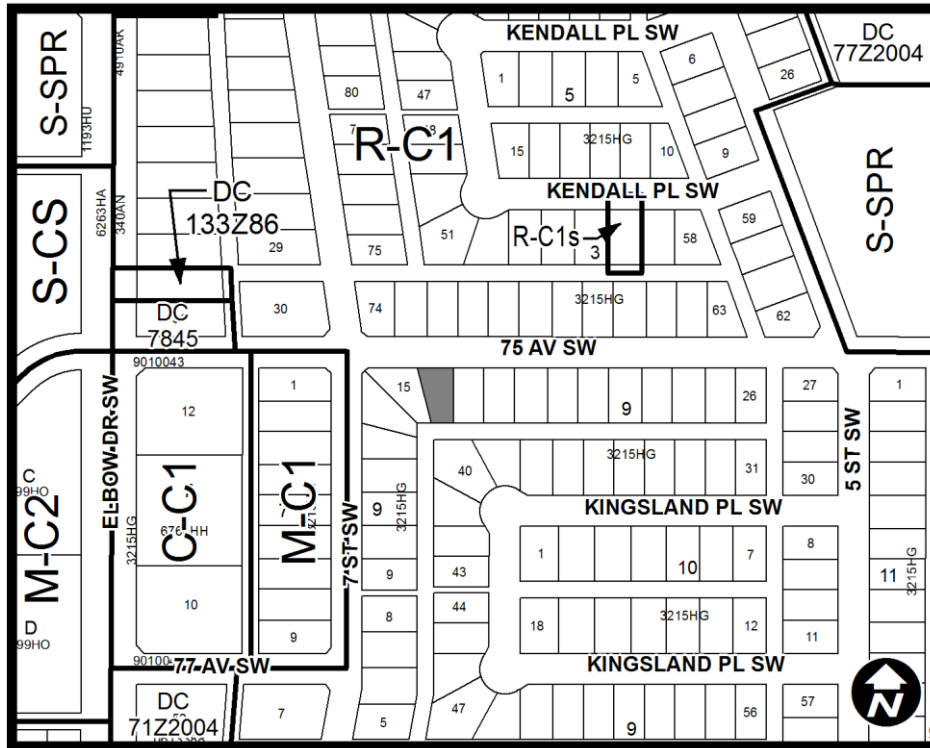 KENDALL PL SW
DC
77Z2004
S-SPR
4910AK
1193HU
1
5
5
6
26
80
47
R-C1
15
3215HG
10
9
S-SPR
S-CS
6263HA
340AN
DC
133Z86
KENDALL PL SW
29
75
51
R-C1s
3
58
59
DC
7845
30
74
3215HG
63
62
75 AV SW
9010043
1
15
26
27
1
9
12
ELBOW DR SW
C-C1
M-C1
7 ST SW
3215HG
9
40
3215HG
31
30
5 ST SW
M-C2
C
99HO
3215HG
KINGSLAND PL SW
1
7
8
10
11
3215HG
9
43
10
9
8
44
18
3215HG
12
11
D
99HO
77 AV SW
KINGSLAND PL SW
DC
71Z2004
7
5
47
9
56
57
N